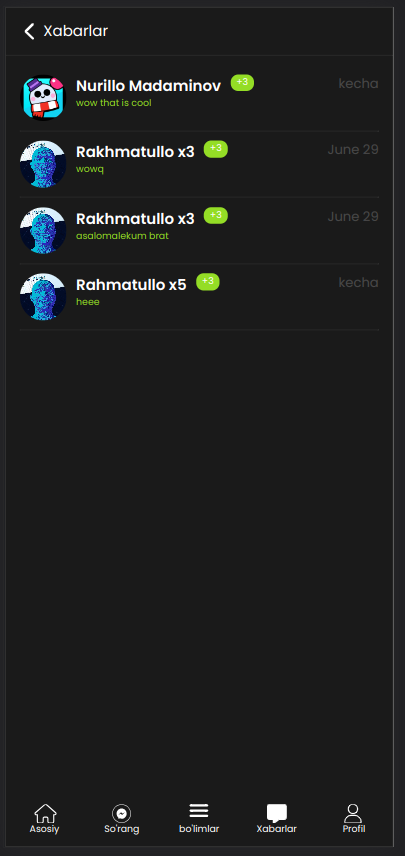 Xabarlar
Nurillo Madaminov +3 kecha
wow that is cool
Rakhmatullo x3 +3 June 29
wowq
Rakhmatullo x3 +3 June 29
asalomalekum brat
Rahmatullo x5 +3 kecha
heee
Asosiy So'rang bo'limlar Xabarlar Profil